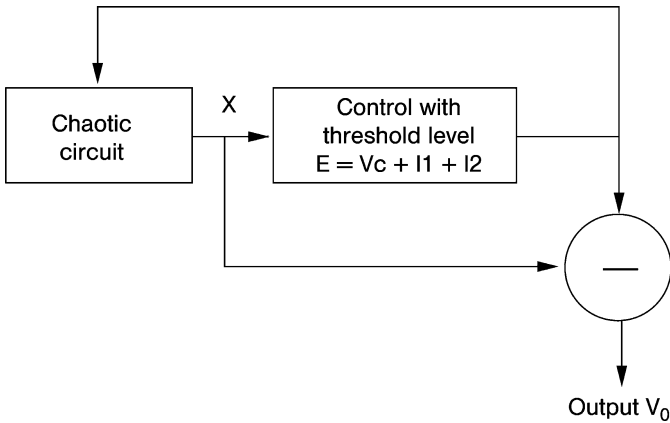 X
Chaotic
circuit
Control with
threshold level
E = Vc + I1 + I2
—
Output V₀